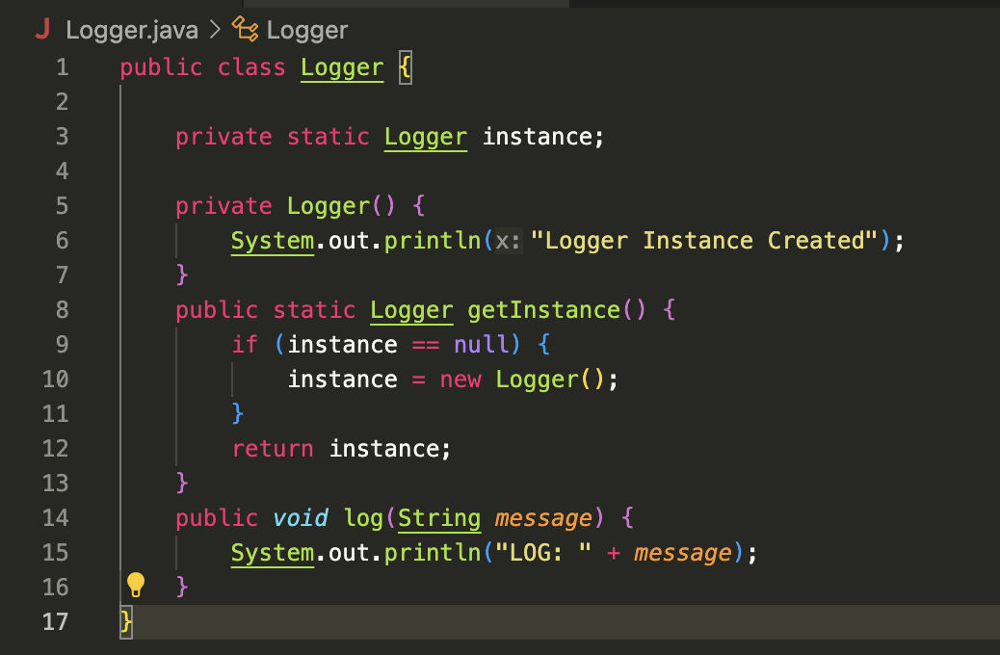 J Logger.java > Logger
1 public class Logger {
2
3     private static Logger instance;
4
5     private Logger() {
6         System.out.println(x: "Logger Instance Created");
7     }
8     public static Logger getInstance() {
9         if (instance == null) {
10             instance = new Logger();
11         }
12         return instance;
13     }
14     public void log(String message) {
15         System.out.println("LOG: " + message);
16     }
17 }